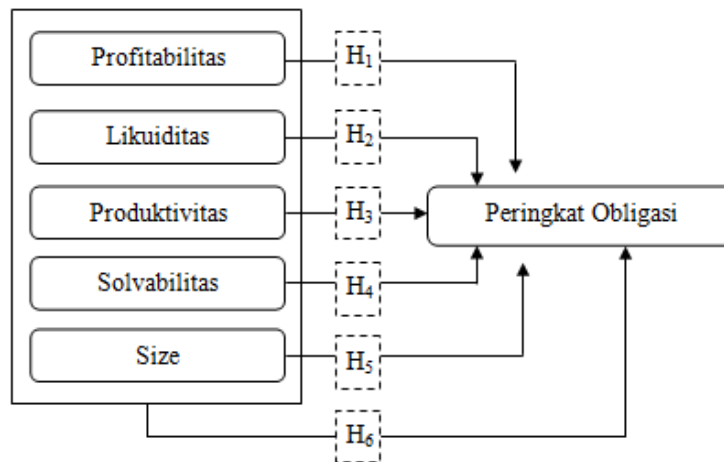 Profitabilitas
H₁
Likuiditas
H₂
Produktivitas
H₃
Peringkat Obligasi
Solvabilitas
H₄
Size
H₅
H₆